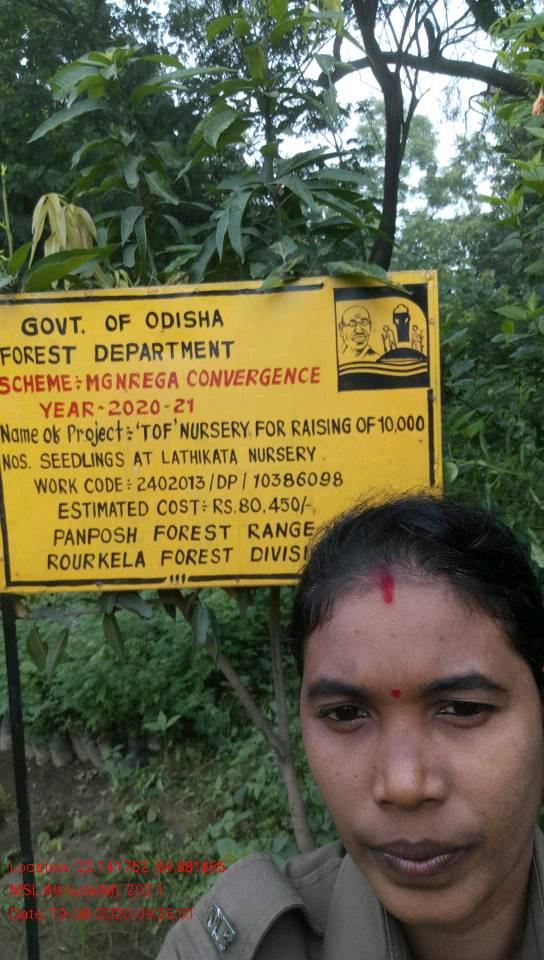 GOVT. OF ODISHA
FOREST DEPARTMENT
SCHEME:-MGNREGA CONVERGENCE
YEAR-2020-21
Name of Project:-'TOF' NURSERY FOR RAISING OF 10,000
NOS. SEEDLINGS AT LATHIKATA NURSERY
WORK CODE:-2402013/DP/10386098
ESTIMATED COST:-RS.80,450/-
PANPOSH FOREST RANGE
ROURKELA FOREST DIVISI
Location: 22.141752, 84.881865
MSL Altitude(M): 202.1
Date: 19-08-2020,09:25:01